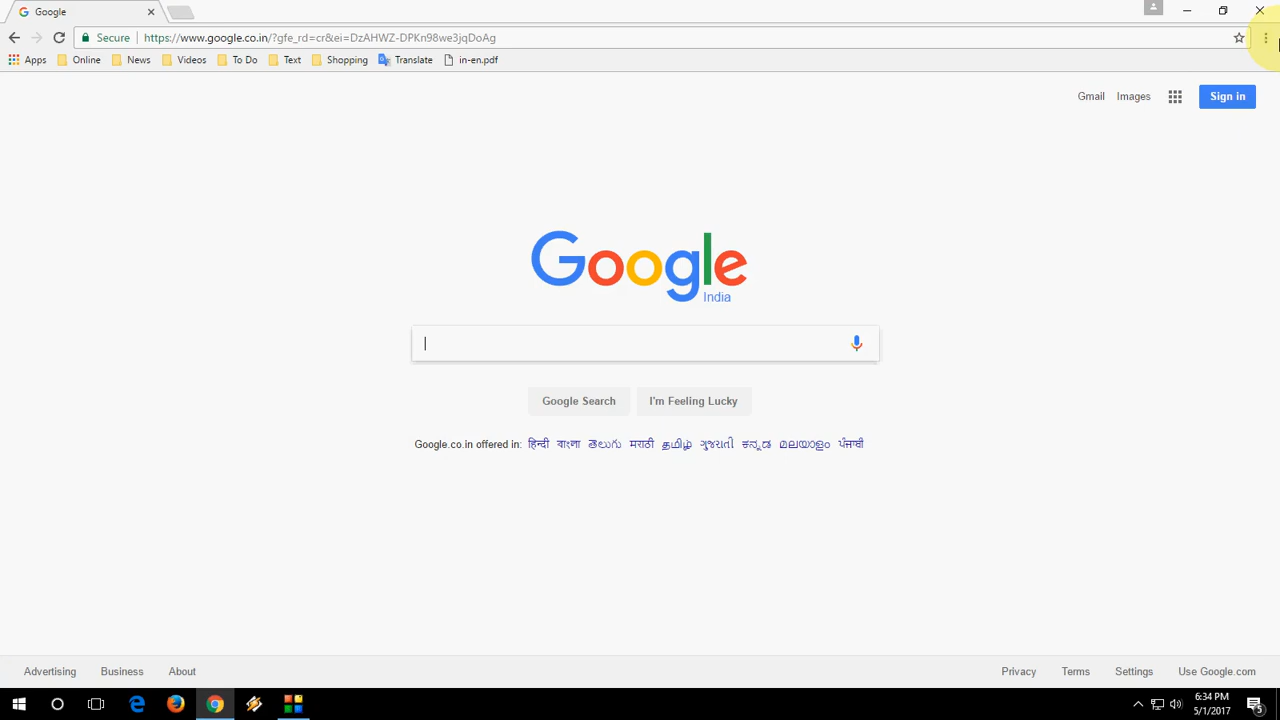 Google
Secure https://www.google.co.in/?gfe_rd=cr&ei=DzAHWZ-DPKn98we3jqDoAg
Apps Online News Videos To Do Text Shopping Translate in-en.pdf
Gmail Images Sign in
Google
India
Google Search I'm Feeling Lucky
Google.co.in offered in: हिन्दी বাংলা తెలుగు मराठी தமிழ் ગુજરાતી ಕನ್ನಡ മലയാളം ਪੰਜਾਬੀ
Advertising Business About Privacy Terms Settings Use Google.com
6:34 PM
5/1/2017
5